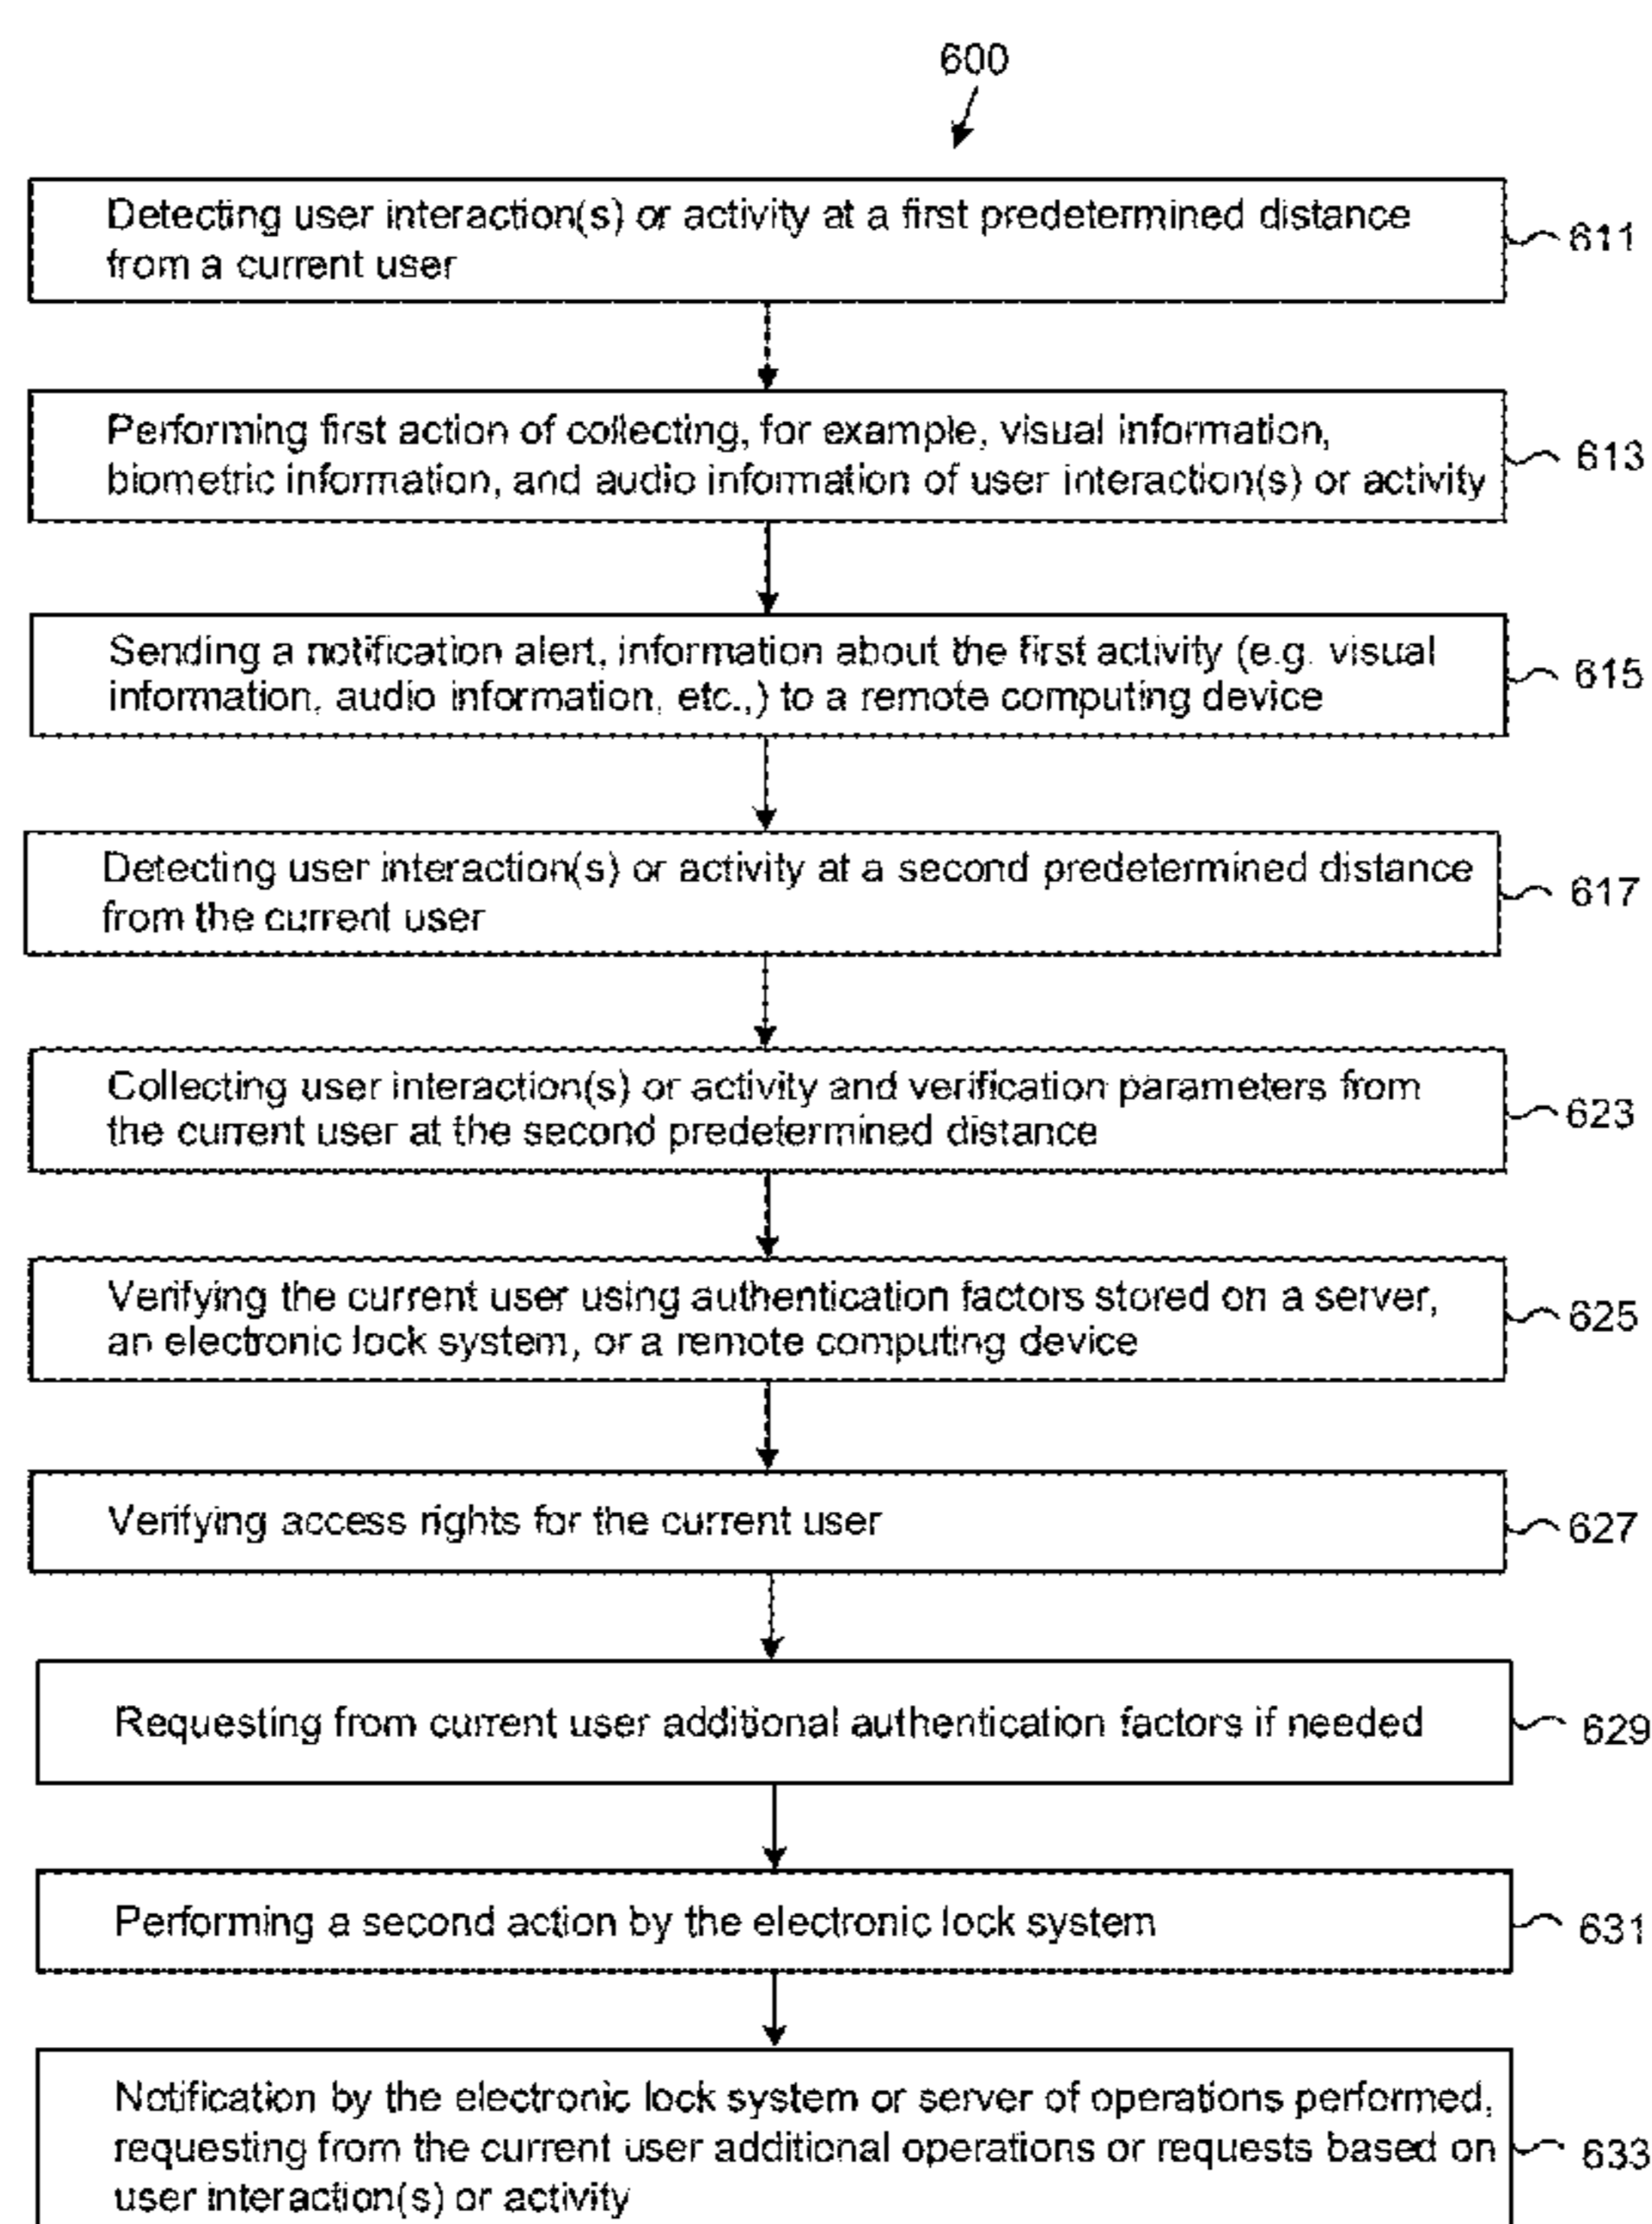 600
Detecting user interaction(s) or activity at a first predetermined distance
from a current user
611
Performing first action of collecting, for example, visual information,
biometric information, and audio information of user interaction(s) or activity
613
Sending a notification alert, information about the first activity (e.g. visual
information, audio information, etc.,) to a remote computing device
615
Detecting user interaction(s) or activity at a second predetermined distance
from the current user
617
Collecting user interaction(s) or activity and verification parameters from
the current user at the second predetermined distance
623
Verifying the current user using authentication factors stored on a server,
an electronic lock system, or a remote computing device
625
Verifying access rights for the current user
627
Requesting from current user additional authentication factors if needed
629
Performing a second action by the electronic lock system
631
Notification by the electronic lock system or server of operations performed,
requesting from the current user additional operations or requests based on
user interaction(s) or activity
633